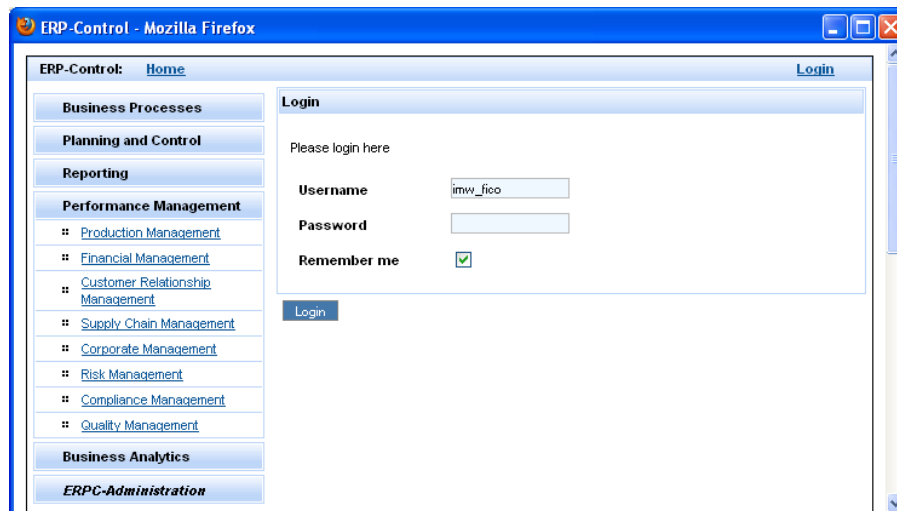 ERP-Control - Mozilla Firefox
ERP-Control: Home Login
Business Processes
Planning and Control
Reporting
Performance Management
Production Management
Financial Management
Customer Relationship
Management
Supply Chain Management
Corporate Management
Risk Management
Compliance Management
Quality Management
Business Analytics
ERPC-Administration
Login
Please login here
Username imw_fico
Password
Remember me
Login